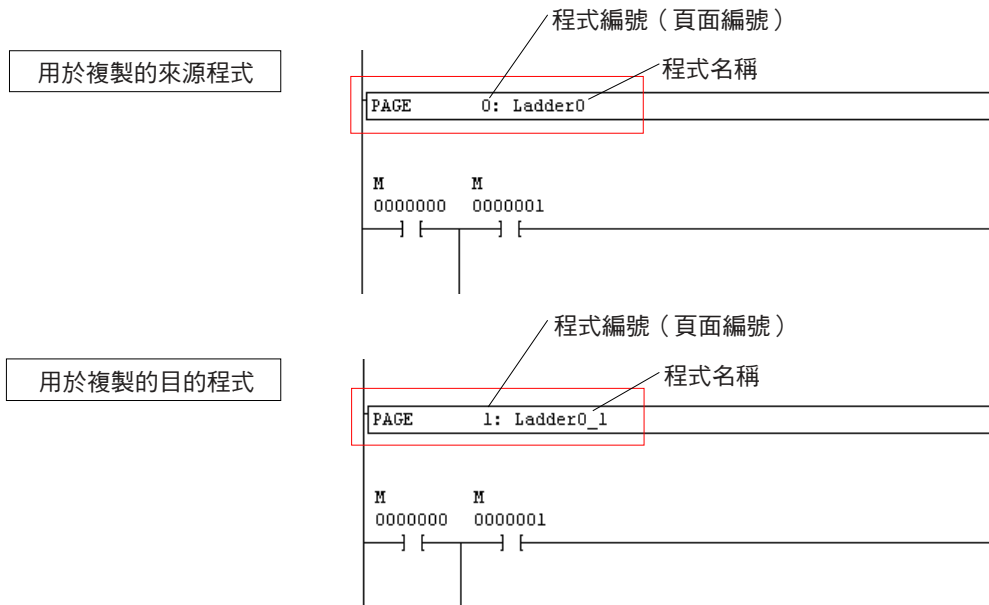 程式編號（頁面編號）
用於複製的來源程式
程式名稱
PAGE 0: Ladder0
M M
0000000 0000001
程式編號（頁面編號）
用於複製的目的程式
程式名稱
PAGE 1: Ladder0_1
M M
0000000 0000001